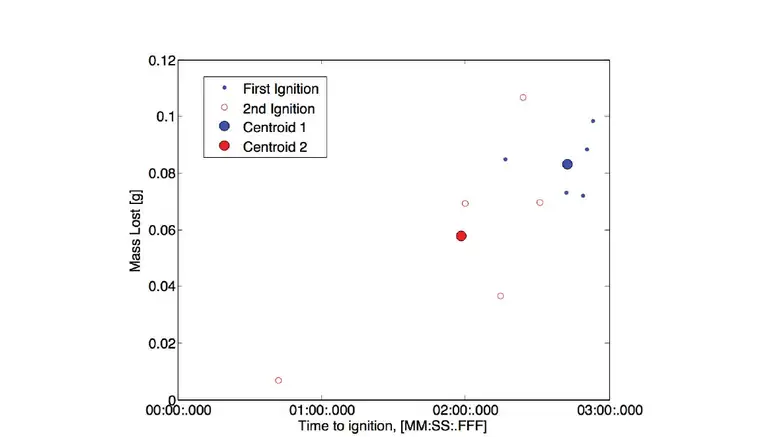 0.12
First Ignition
2nd Ignition
Centroid 1
Centroid 2
0.1
0.08
0.06
0.04
0.02
0
Mass Lost [g]
00:00:.000 01:00:.000 02:00:.000 03:00:.000
Time to ignition, [MM:SS:.FFF]